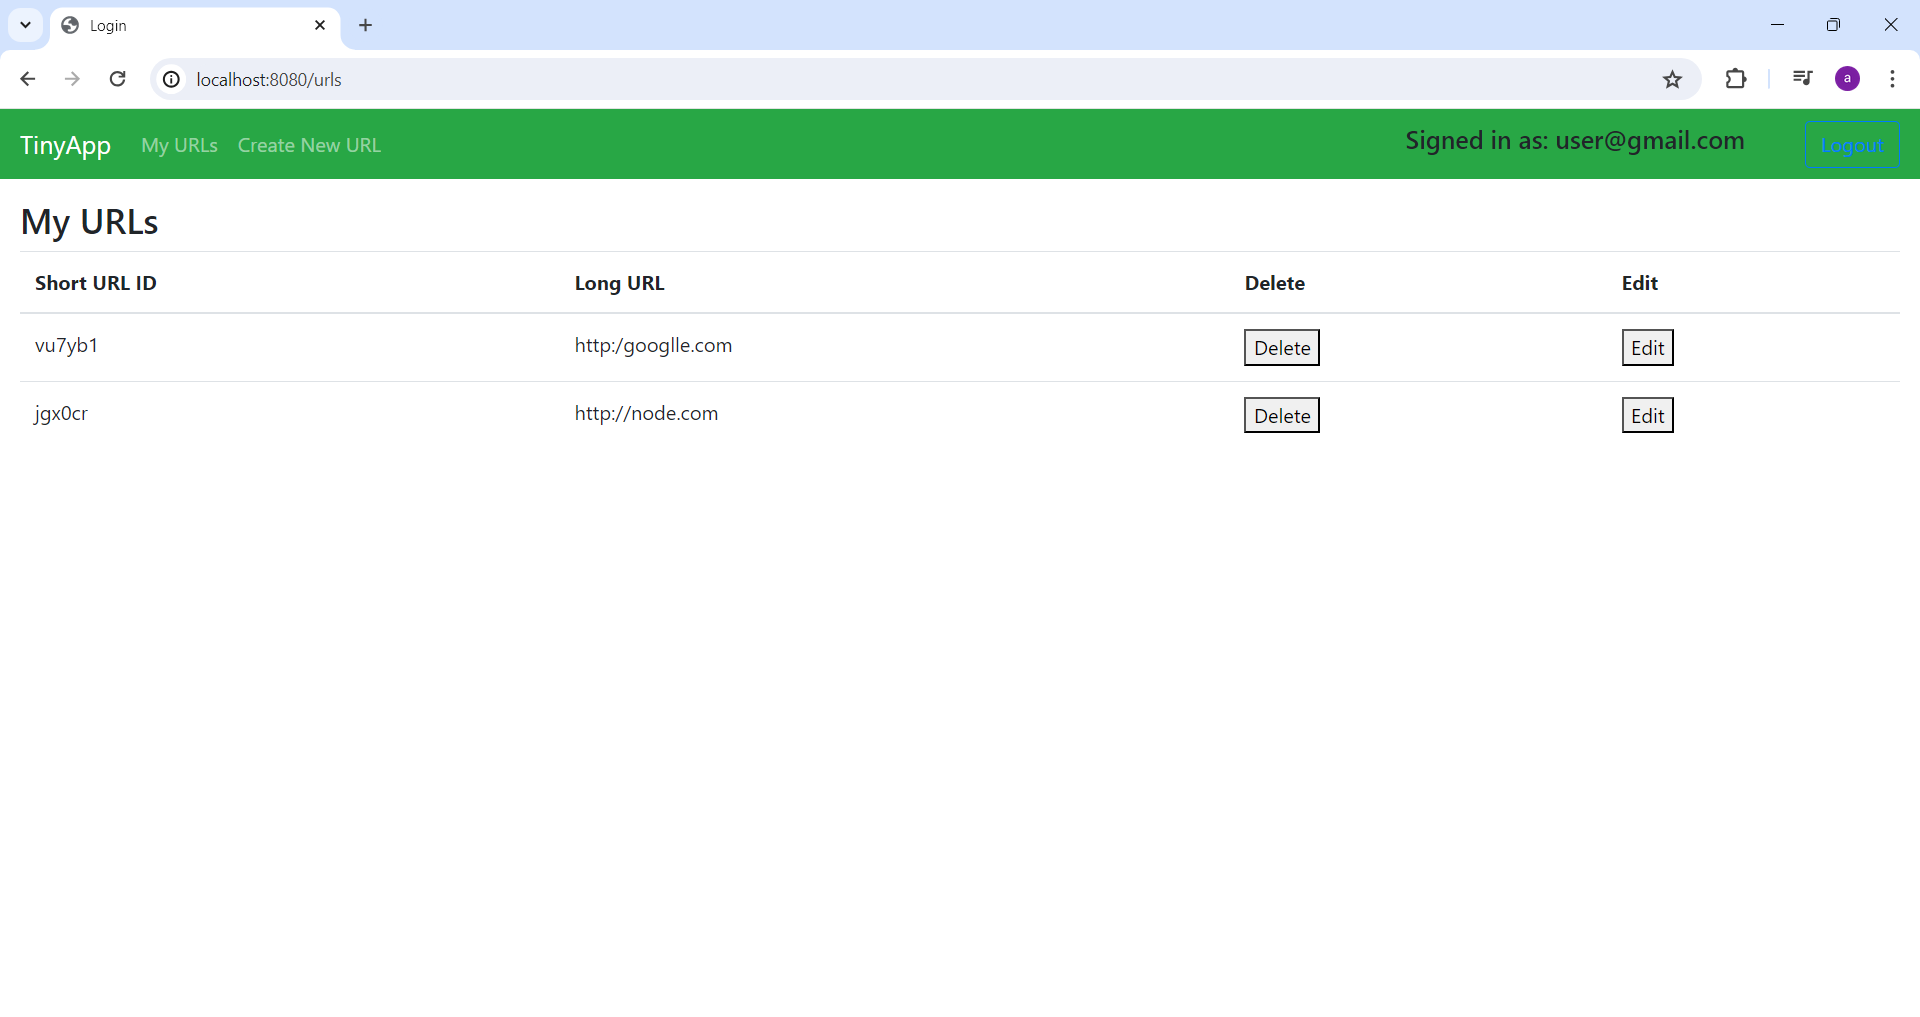 Login
localhost:8080/urls
a
TinyApp My URLs Create New URL Signed in as: user@gmail.com Logout
My URLs
Short URL ID Long URL Delete Edit
vu7yb1 http:/googlle.com Delete Edit
jgx0cr http://node.com Delete Edit